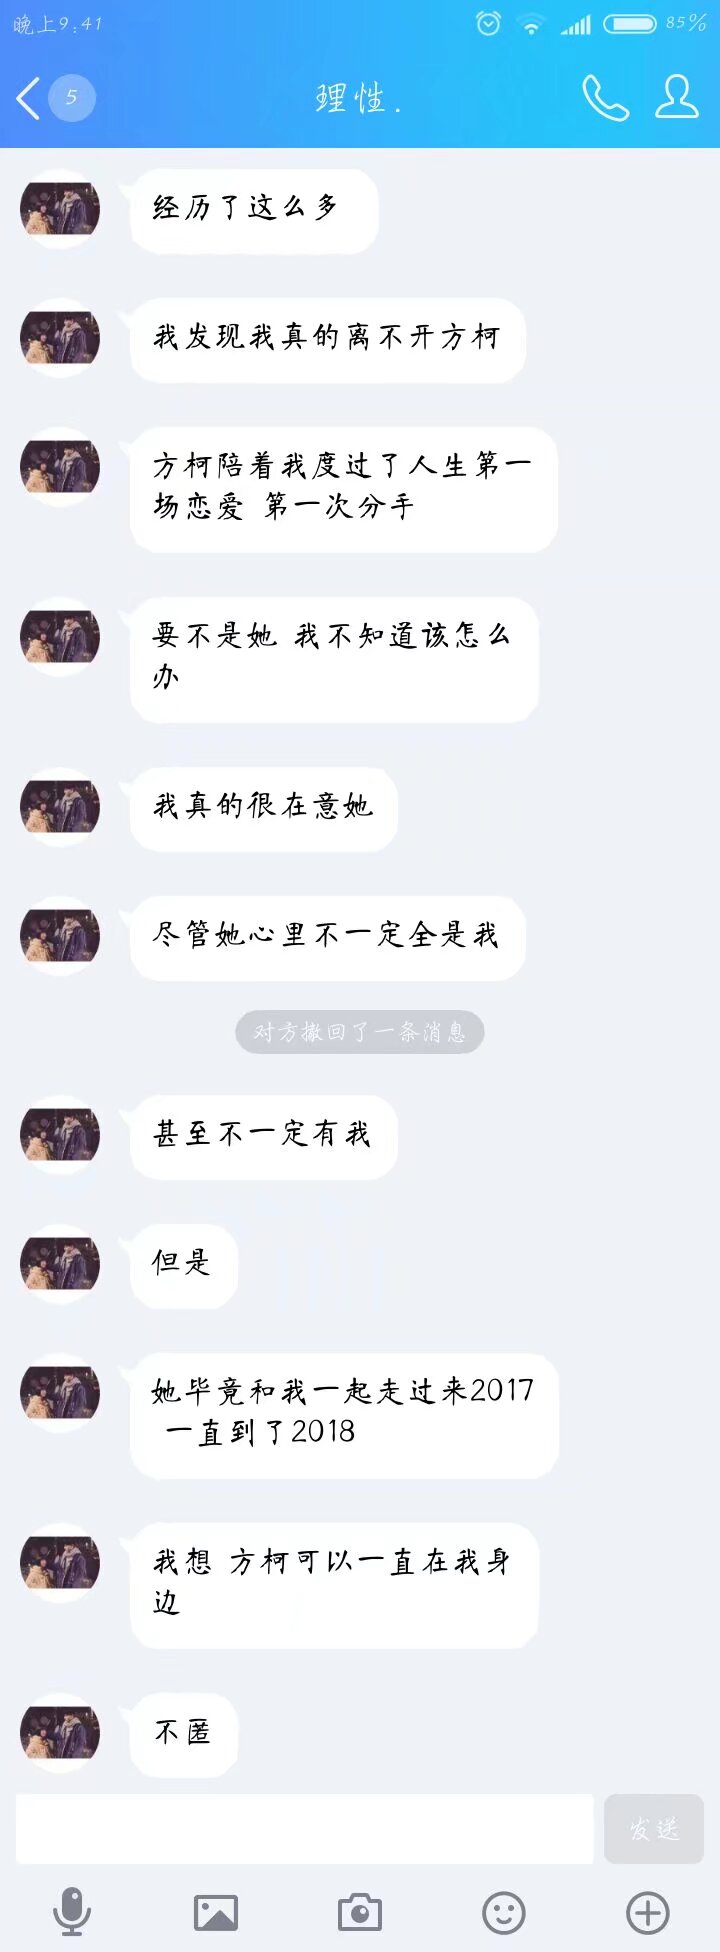 晚上9:41
85%
5
理性.
经历了这么多
我发现我真的离不开方柯
方柯陪着我度过了人生第一
场恋爱 第一次分手
要不是她 我不知道该怎么
办
我真的很在意她
尽管她心里不一定全是我
对方撤回了一条消息
甚至不一定有我
但是
她毕竟和我一起走过来2017
一直到了2018
我想 方柯可以一直在我身
边
不匿
发送